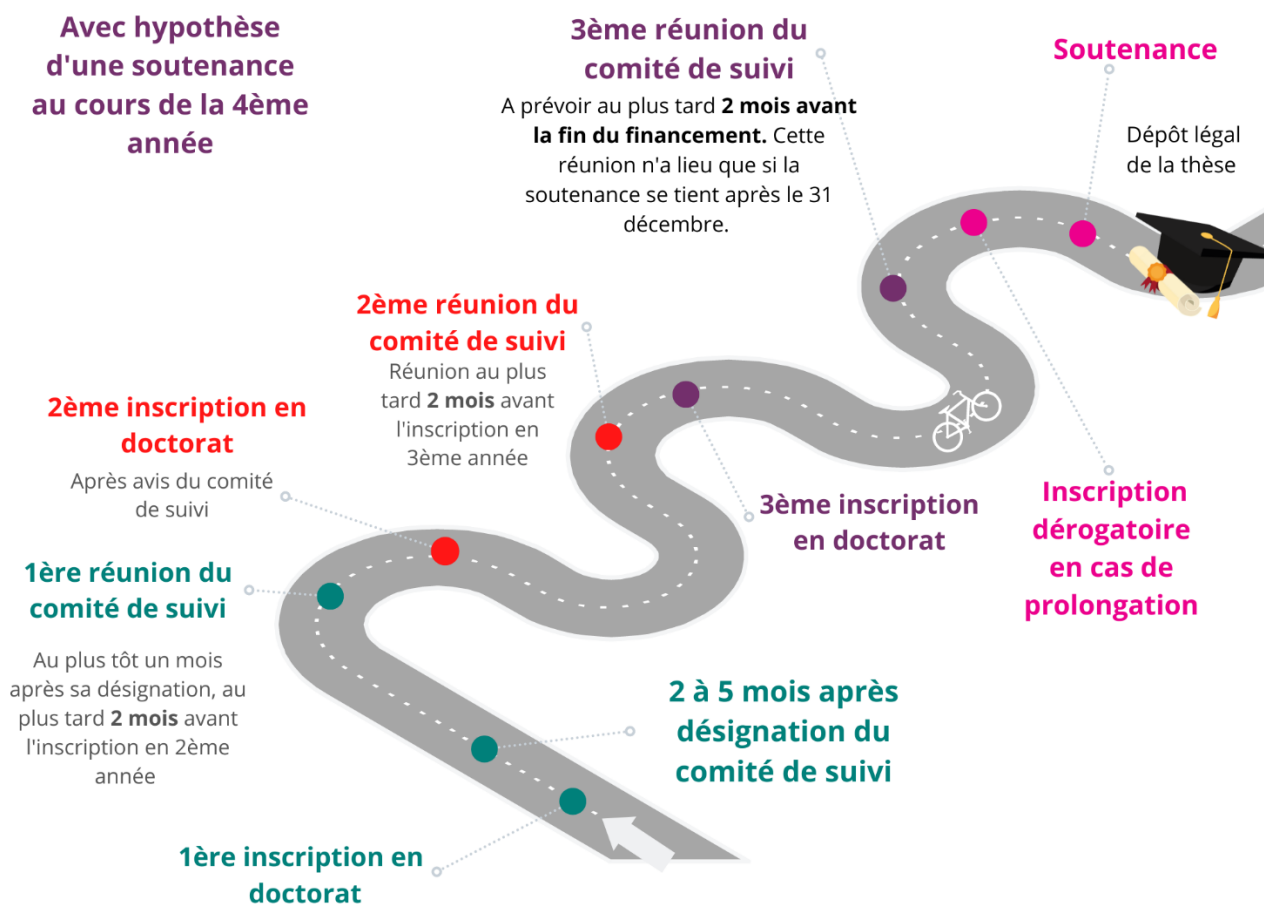 Avec hypothèse
d'une soutenance
au cours de la 4ème
année
3ème réunion du
comité de suivi
A prévoir au plus tard 2 mois avant
la fin du financement. Cette
réunion n'a lieu que si la
soutenance se tient après le 31
décembre.
Soutenance
Dépôt légal
de la thèse
2ème réunion du
comité de suivi
Réunion au plus
tard 2 mois avant
l'inscription en
3ème année
2ème inscription en
doctorat
Après avis du comité
de suivi
3ème inscription
en doctorat
Inscription
dérogatoire
en cas de
prolongation
1ère réunion du
comité de suivi
Au plus tôt un mois
après sa désignation, au
plus tard 2 mois avant
l'inscription en 2ème
année
2 à 5 mois après
désignation du
comité de suivi
1ère inscription en
doctorat